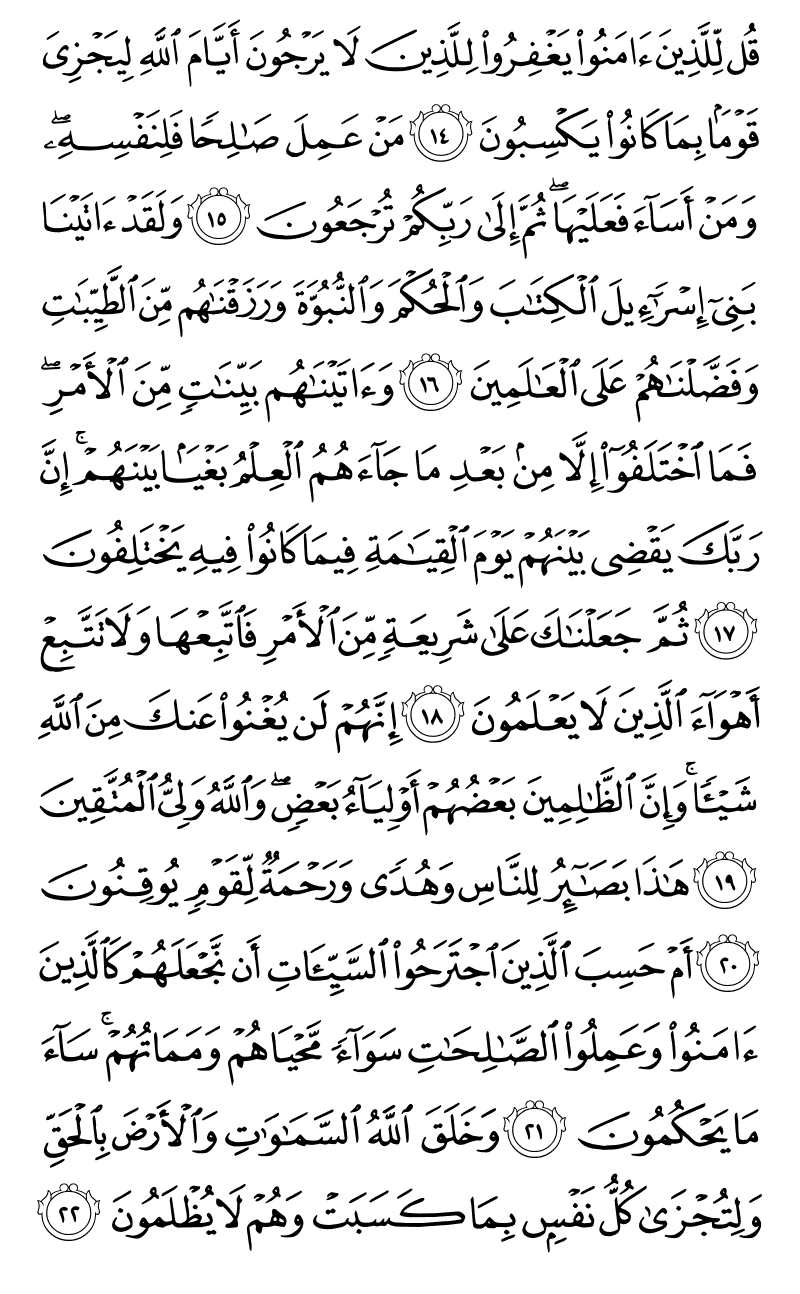 قُل لِّلَّذِينَ ءَامَنُوا۟ يَغْفِرُوا۟ لِلَّذِينَ لَا يَرْجُونَ أَيَّامَ ٱللَّهِ لِيَجْزِىَ
قَوْمًۢا بِمَا كَانُوا۟ يَكْسِبُونَ ١٤ مَنْ عَمِلَ صَٰلِحًا فَلِنَفْسِهِۦ ۖ
وَمَنْ أَسَآءَ فَعَلَيْهَا ۖ ثُمَّ إِلَىٰ رَبِّكُمْ تُرْجَعُونَ ١٥ وَلَقَدْ ءَاتَيْنَا
بَنِىٓ إِسْرَٰٓءِيلَ ٱلْكِتَٰبَ وَٱلْحُكْمَ وَٱلنُّبُوَّةَ وَرَزَقْنَٰهُم مِّنَ ٱلطَّيِّبَٰتِ
وَفَضَّلْنَٰهُمْ عَلَى ٱلْعَٰلَمِينَ ١٦ وَءَاتَيْنَٰهُم بَيِّنَٰتٍ مِّنَ ٱلْأَمْرِ ۖ
فَمَا ٱخْتَلَفُوٓا۟ إِلَّا مِنۢ بَعْدِ مَا جَآءَهُمُ ٱلْعِلْمُ بَغْيًۢا بَيْنَهُمْ ۚ إِنَّ
رَبَّكَ يَقْضِى بَيْنَهُمْ يَوْمَ ٱلْقِيَٰمَةِ فِيمَا كَانُوا۟ فِيهِ يَخْتَلِفُونَ
١٧ ثُمَّ جَعَلْنَٰكَ عَلَىٰ شَرِيعَةٍ مِّنَ ٱلْأَمْرِ فَٱتَّبِعْهَا وَلَا تَتَّبِعْ
أَهْوَآءَ ٱلَّذِينَ لَا يَعْلَمُونَ ١٨ إِنَّهُمْ لَن يُغْنُوا۟ عَنكَ مِنَ ٱللَّهِ
شَيْـًٔا ۚ وَإِنَّ ٱلظَّٰلِمِينَ بَعْضُهُمْ أَوْلِيَآءُ بَعْضٍ ۖ وَٱللَّهُ وَلِىُّ ٱلْمُتَّقِينَ
١٩ هَٰذَا بَصَٰٓئِرُ لِلنَّاسِ وَهُدًى وَرَحْمَةٌ لِّقَوْمٍ يُوقِنُونَ
٢٠ أَمْ حَسِبَ ٱلَّذِينَ ٱجْتَرَحُوا۟ ٱلسَّيِّـَٔاتِ أَن نَّجْعَلَهُمْ كَٱلَّذِينَ
ءَامَنُوا۟ وَعَمِلُوا۟ ٱلصَّٰلِحَٰتِ سَوَآءً مَّحْيَاهُمْ وَمَمَاتُهُمْ ۚ سَآءَ
مَا يَحْكُمُونَ ٢١ وَخَلَقَ ٱللَّهُ ٱلسَّمَٰوَٰتِ وَٱلْأَرْضَ بِٱلْحَقِّ
وَلِتُجْزَىٰ كُلُّ نَفْسٍۭ بِمَا كَسَبَتْ وَهُمْ لَا يُظْلَمُونَ ٢٢